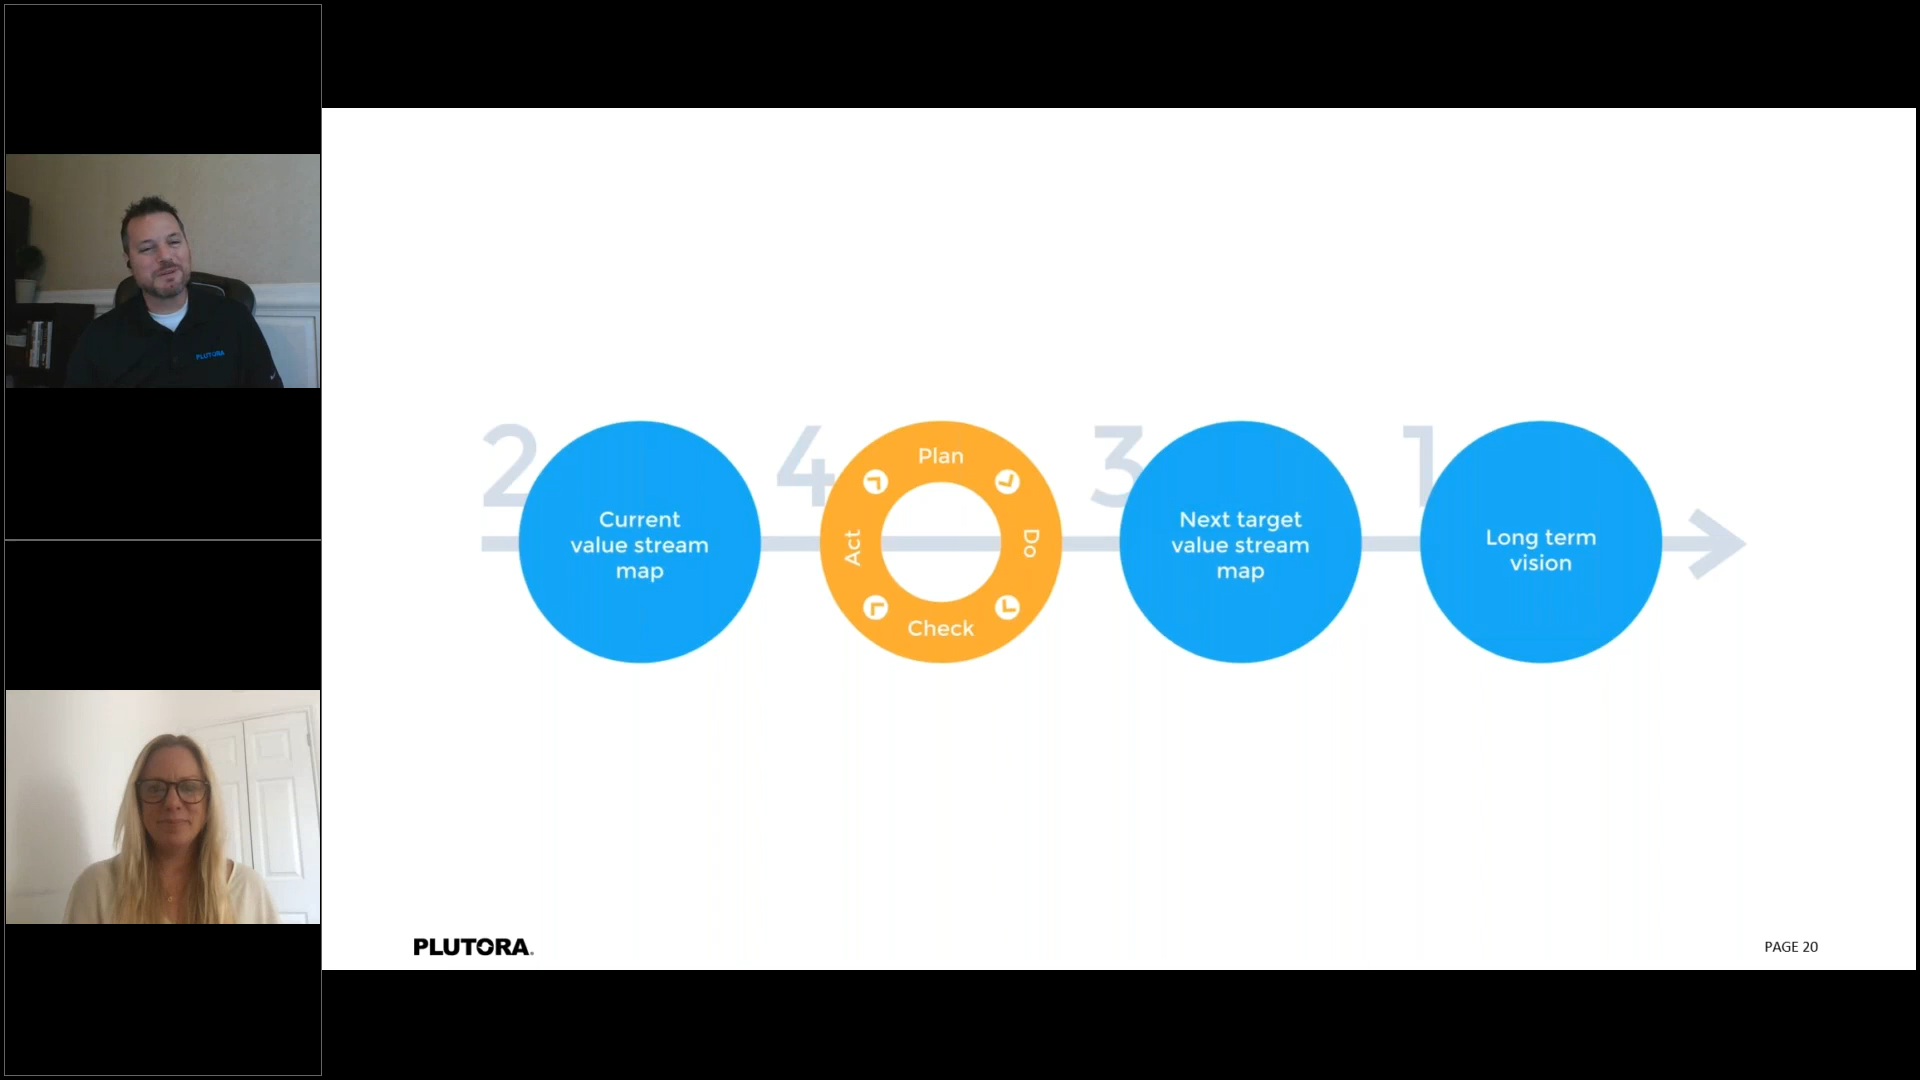 PLUTORA
2
Current
value stream
map
4
Plan
Do
Check
Act
3
Next target
value stream
map
1
Long term
vision
PLUTORA
PAGE 20